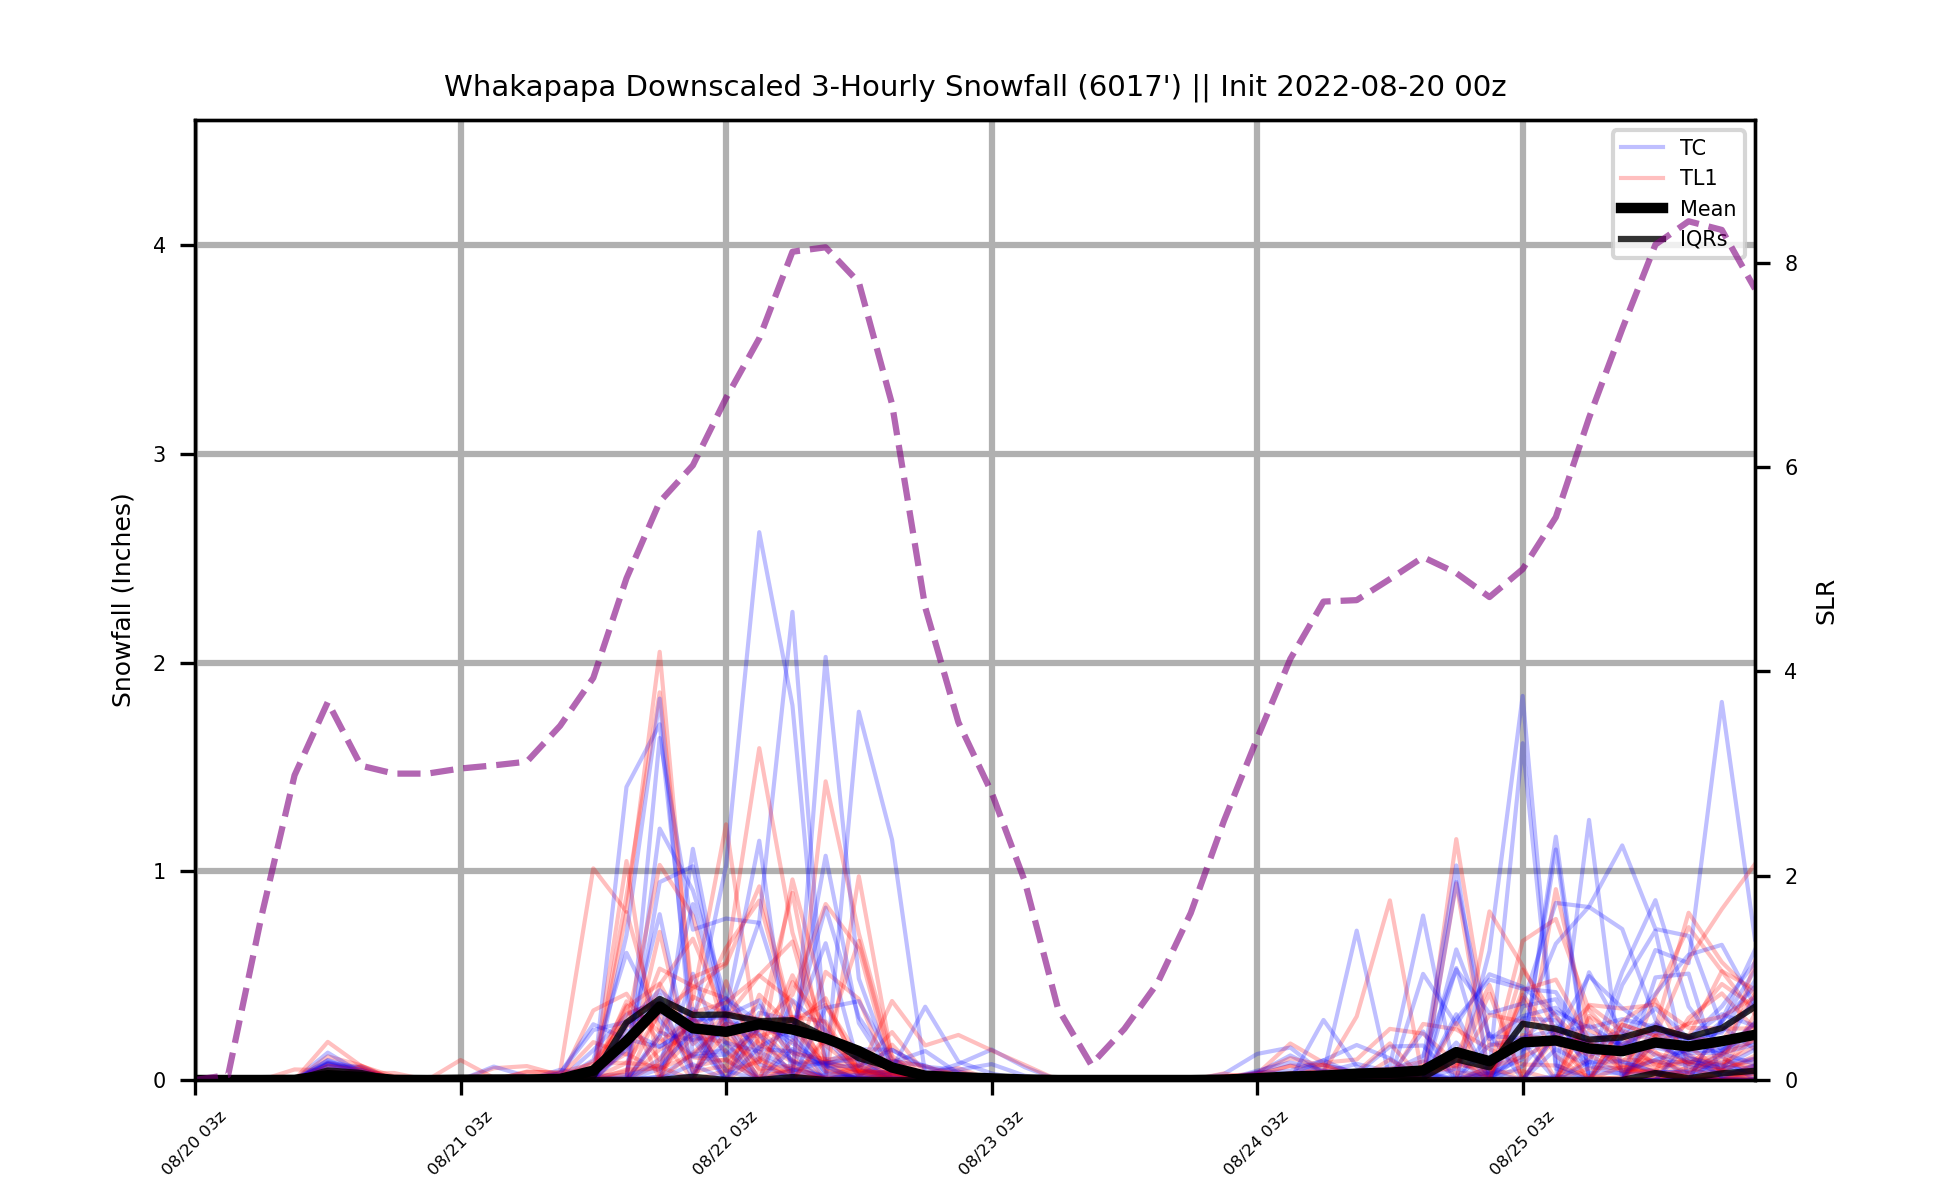 Whakapapa Downscaled 3-Hourly Snowfall (6017') || Init 2022-08-20 00z
TC
TL1
Mean
IQRs
4
3
2
1
0
Snowfall (Inches)
8
6
4
2
0
SLR
08/20 03z
08/21 03z
08/22 03z
08/23 03z
08/24 03z
08/25 03z